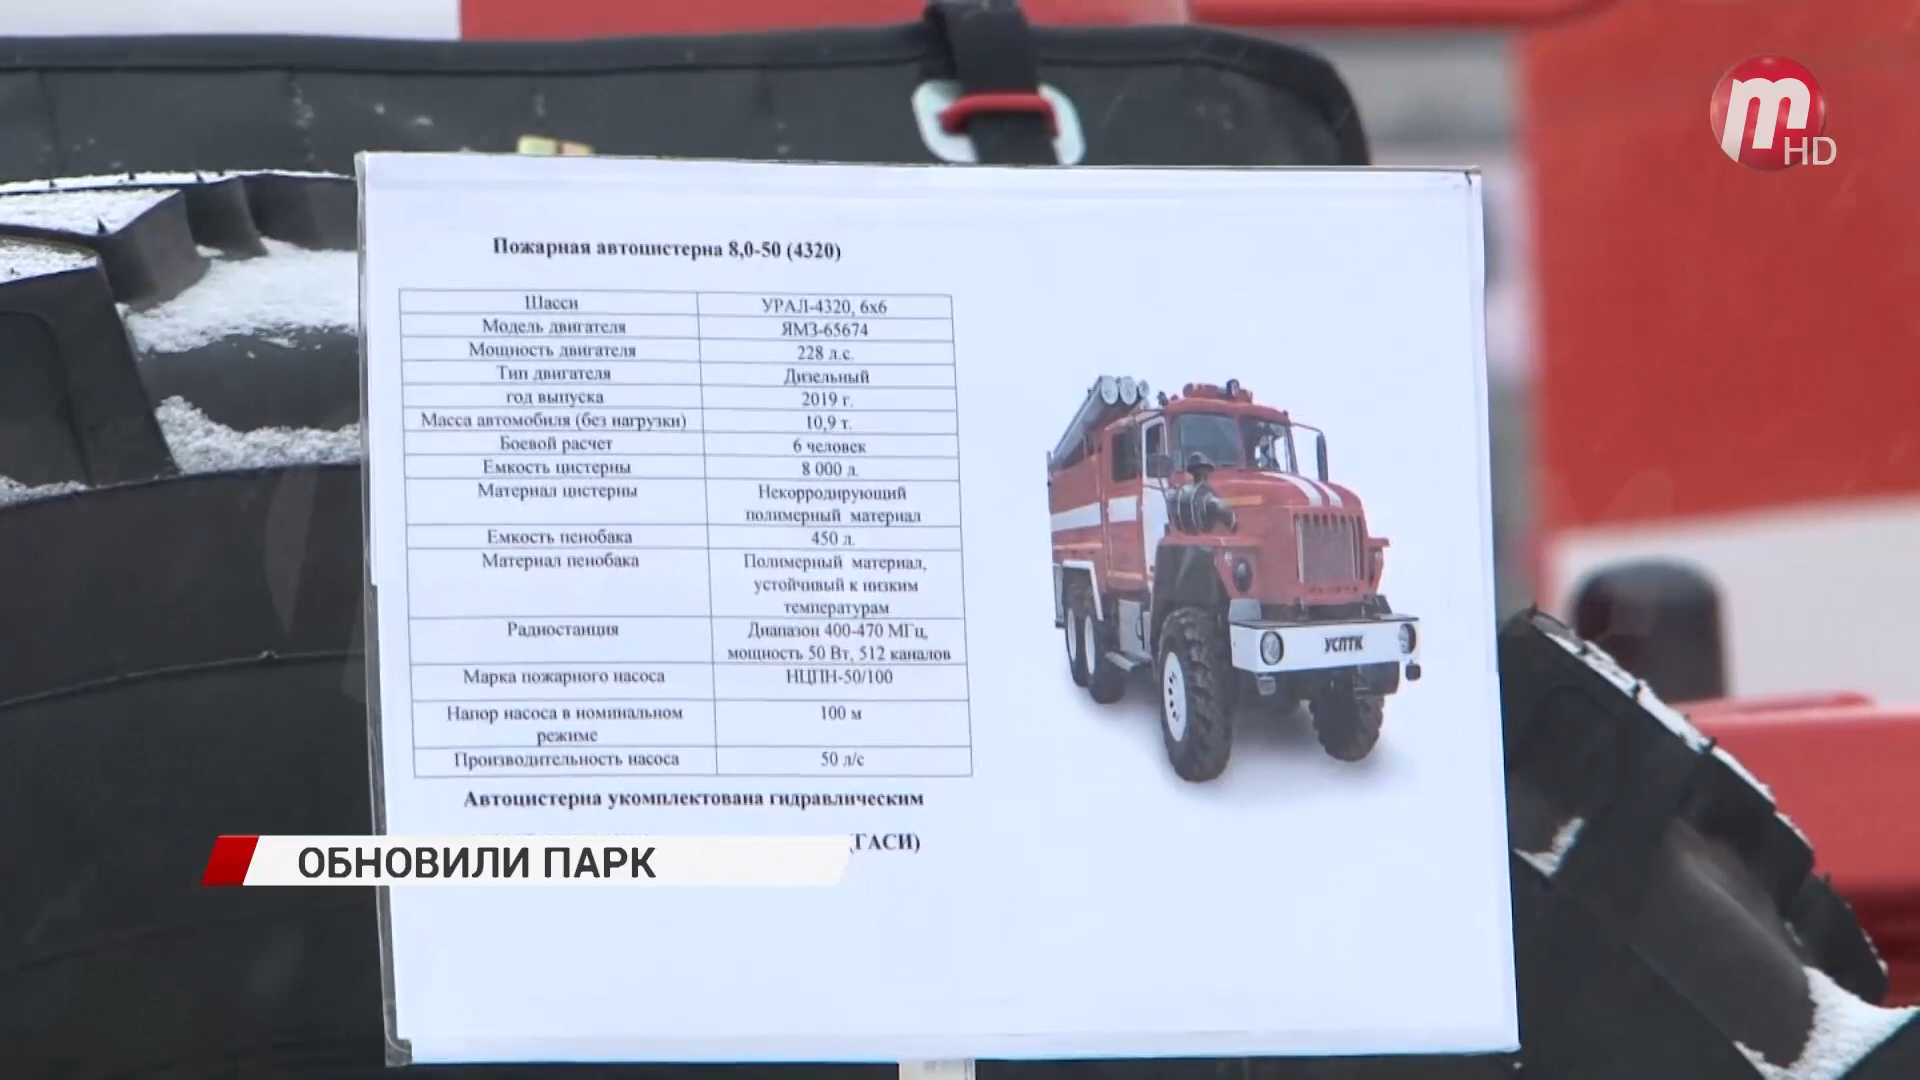 m HD
Пожарная автоцистерна 8,0-50 (4320)
Шасси УРАЛ-4320, 6х6
Модель двигателя ЯМЗ-65674
Мощность двигателя 228 л.с.
Тип двигателя Дизельный
год выпуска 2019 г.
Масса автомобиля (без нагрузки) 10,9 т.
Боевой расчет 6 человек
Емкость цистерны 8 000 л.
Материал цистерны Некорродирующий
полимерный материал
Емкость пенобака 450 л.
Материал пенобака Полимерный материал,
устойчивый к низким
температурам
Радиостанция Диапазон 400-470 МГц,
мощность 50 Вт, 512 каналов
Марка пожарного насоса НЦПН-50/100
Напор насоса в номинальном 100 м
режиме
Производительность насоса 50 л/с
Автоцистерна укомплектована гидравлическим
(ГАСИ)
УСПТК
ОБНОВИЛИ ПАРК